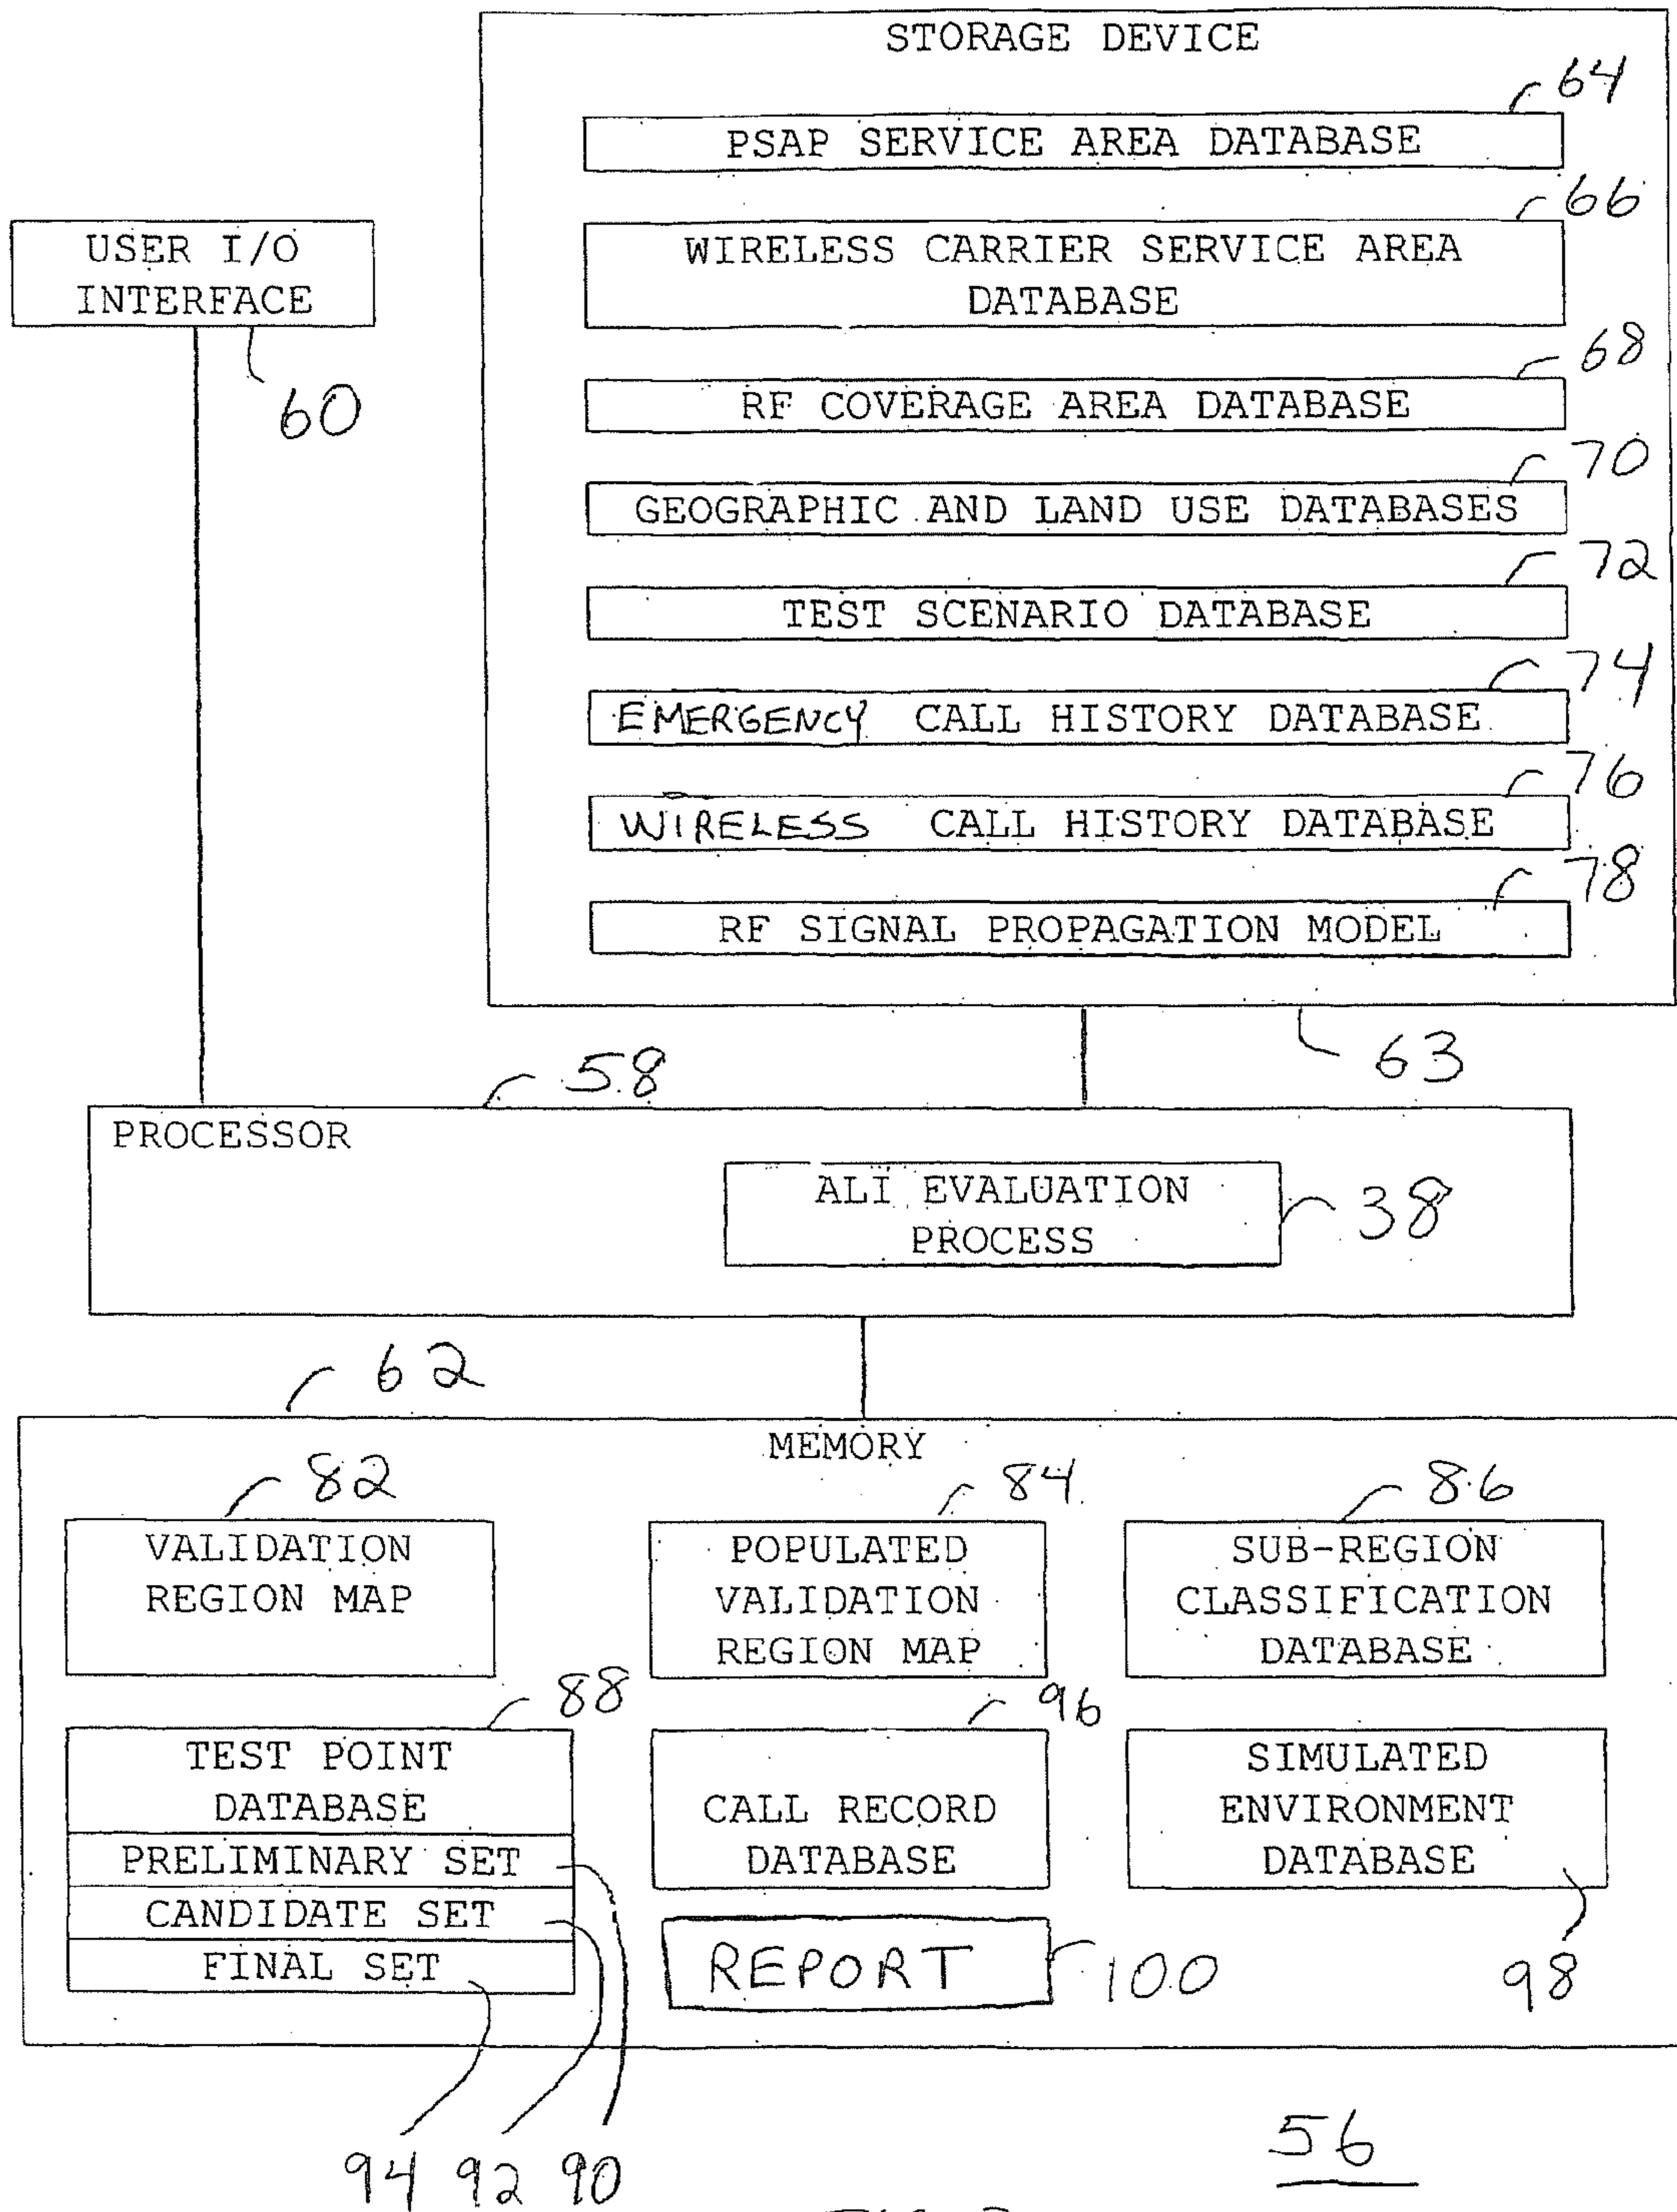 STORAGE DEVICE
64
PSAP SERVICE AREA DATABASE
66
WIRELESS CARRIER SERVICE AREA
DATABASE
USER I/O
INTERFACE
60
68
RF COVERAGE AREA DATABASE
70
GEOGRAPHIC AND LAND USE DATABASES
72
TEST SCENARIO DATABASE
74
EMERGENCY CALL HISTORY DATABASE
76
WIRELESS CALL HISTORY DATABASE
78
RF SIGNAL PROPAGATION MODEL
63
58
PROCESSOR
ALI EVALUATION
PROCESS
38
62
MEMORY
82
VALIDATION
REGION MAP
84
POPULATED
VALIDATION
REGION MAP
86
SUB-REGION
CLASSIFICATION
DATABASE
88
TEST POINT
DATABASE
PRELIMINARY SET
CANDIDATE SET
FINAL SET
96
CALL RECORD
DATABASE
SIMULATED
ENVIRONMENT
DATABASE
REPORT
100
98
94 92 90
56